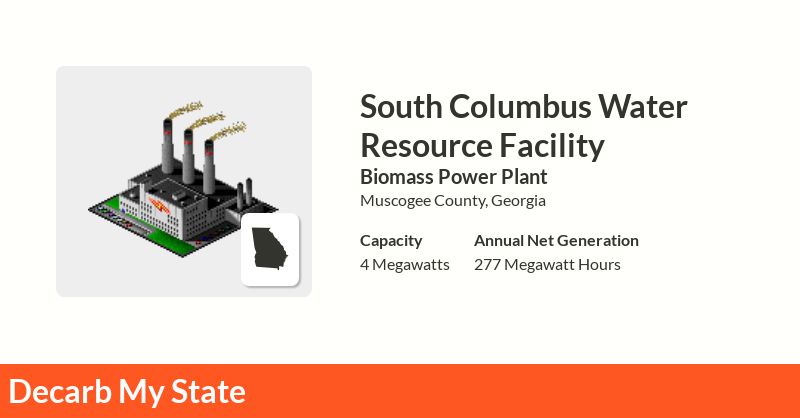 South Columbus Water
Resource Facility
Biomass Power Plant
Muscogee County, Georgia
Capacity
4 Megawatts
Annual Net Generation
277 Megawatt Hours
Decarb My State